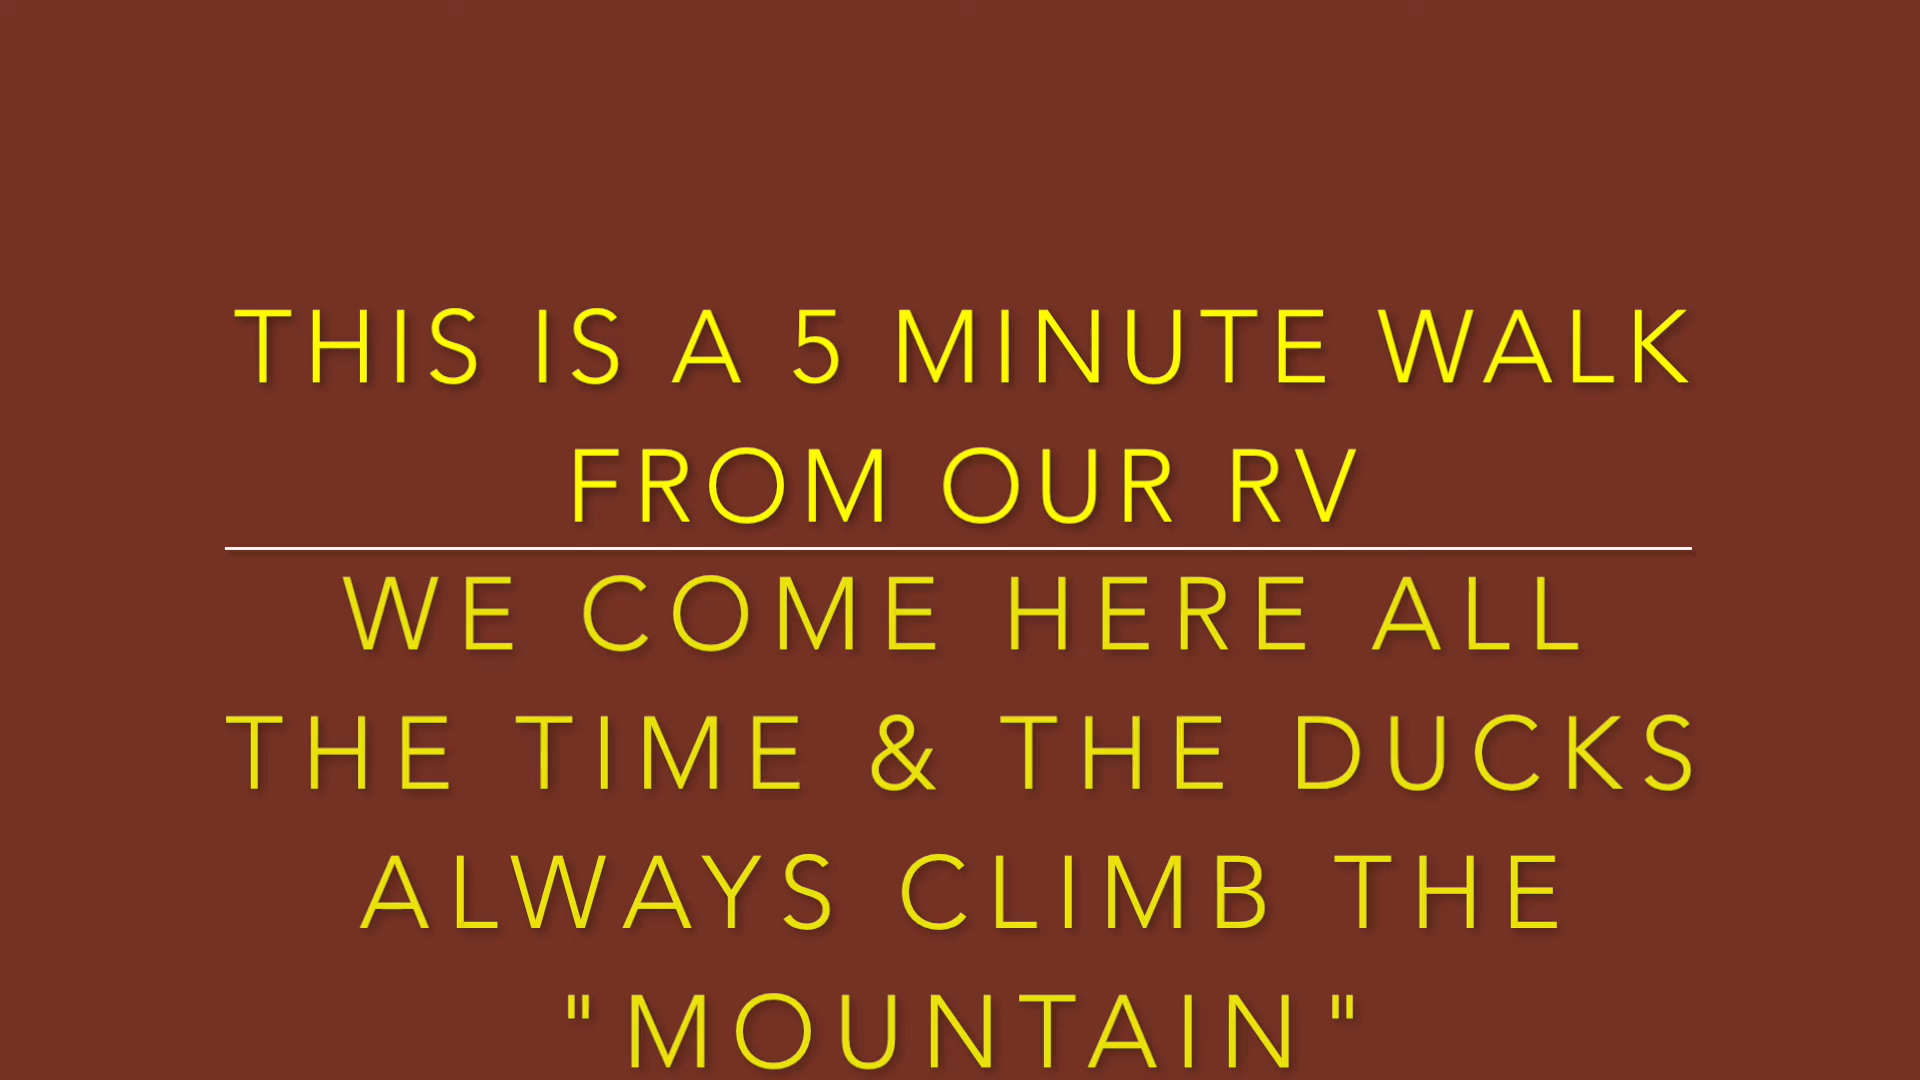 THIS IS A 5 MINUTE WALK
FROM OUR RV
WE COME HERE ALL
THE TIME & THE DUCKS
ALWAYS CLIMB THE
"MOUNTAIN"